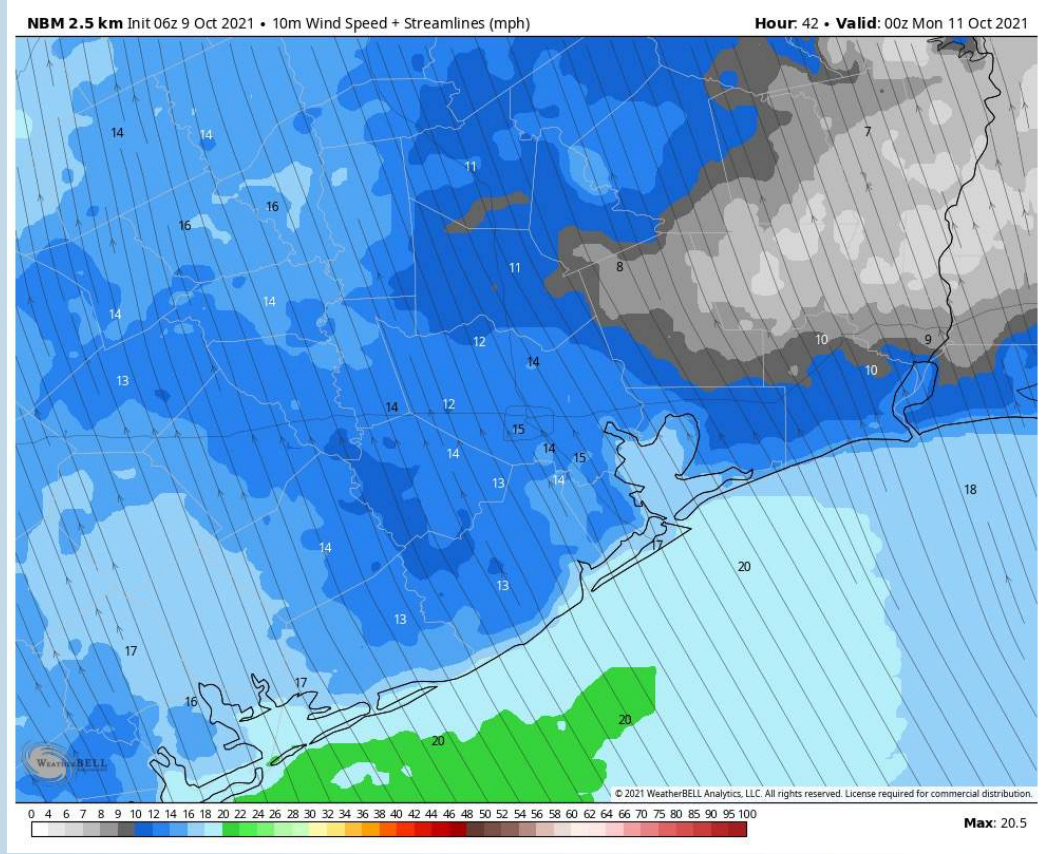 NBM 2.5 km Init 06z 9 Oct 2021 • 10m Wind Speed + Streamlines (mph)
Hour: 42 • Valid: 00z Mon 11 Oct 2021
14 14 7
11
16
16
11 8
14
14
12 10 9
14
13 10
14 12
15
14 14 15
13 14
18
14 17
20
13
13
17
17
16
20
20
WEATHERBELL
© 2021 WeatherBELL Analytics, LLC. All rights reserved. License required for commercial distribution.
0 4 6 7 8 9 10 12 14 16 18 20 22 24 26 28 30 32 34 36 38 40 42 44 46 48 50 52 54 56 58 60 62 64 66 70 75 80 85 90 95 100
Max: 20.5